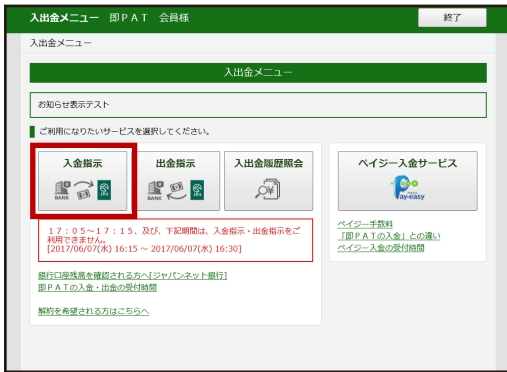 入出金メニュー 即PAT 会員様
終了
入出金メニュー
入出金メニュー
お知らせ表示テスト
ご利用になりたいサービスを選択してください。
入金指示
出金指示
入出金履歴照会
ペイジー入金サービス
BANK
JRA
BANK
JRA
Pay-easy
17:05～17:15、及び、下記期間は、入金指示・出金指示をご
利用できません。
[2017/06/07(水) 16:15 ～ 2017/06/07(水) 16:30]
ペイジー手数料
「即PATの入金」との違い
ペイジー入金の受付時間
銀行口座残高を確認される方へ[ジャパンネット銀行]
即PATの入金・出金の受付時間
解約を希望される方はこちらへ